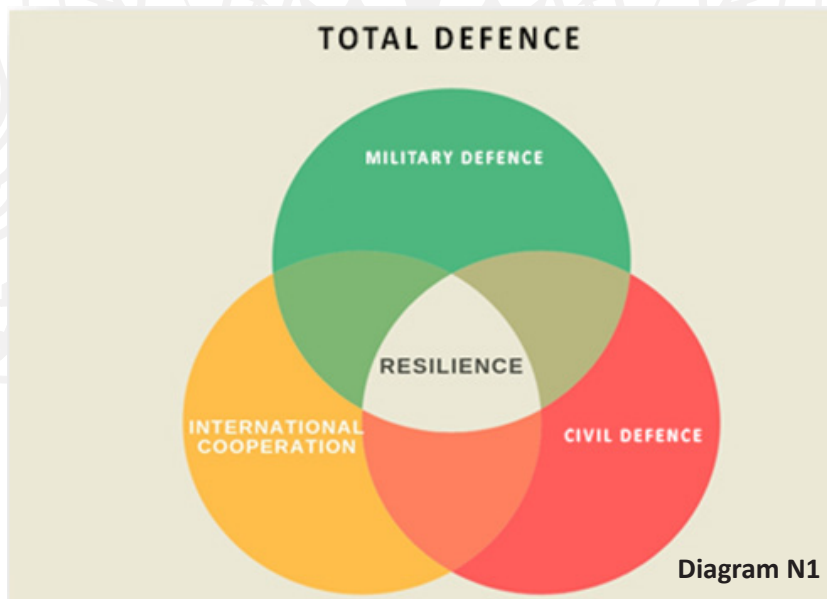 TOTAL DEFENCE
MILITARY DEFENCE
RESILIENCE
INTERNATIONAL
COOPERATION
CIVIL DEFENCE
Diagram N1